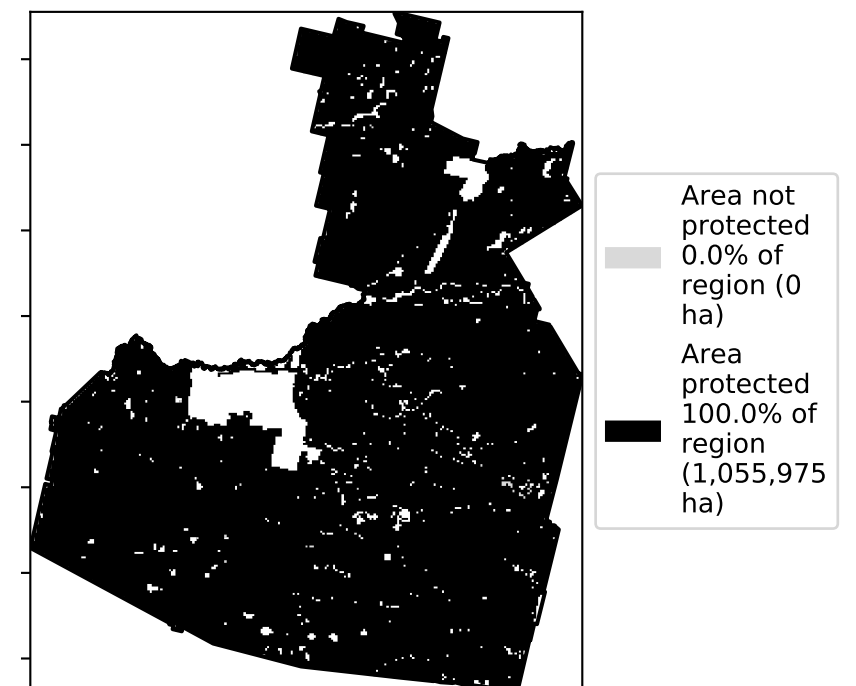 Area not
protected
0.0% of
region (0
ha)
Area
protected
100.0% of
region
(1,055,975
ha)